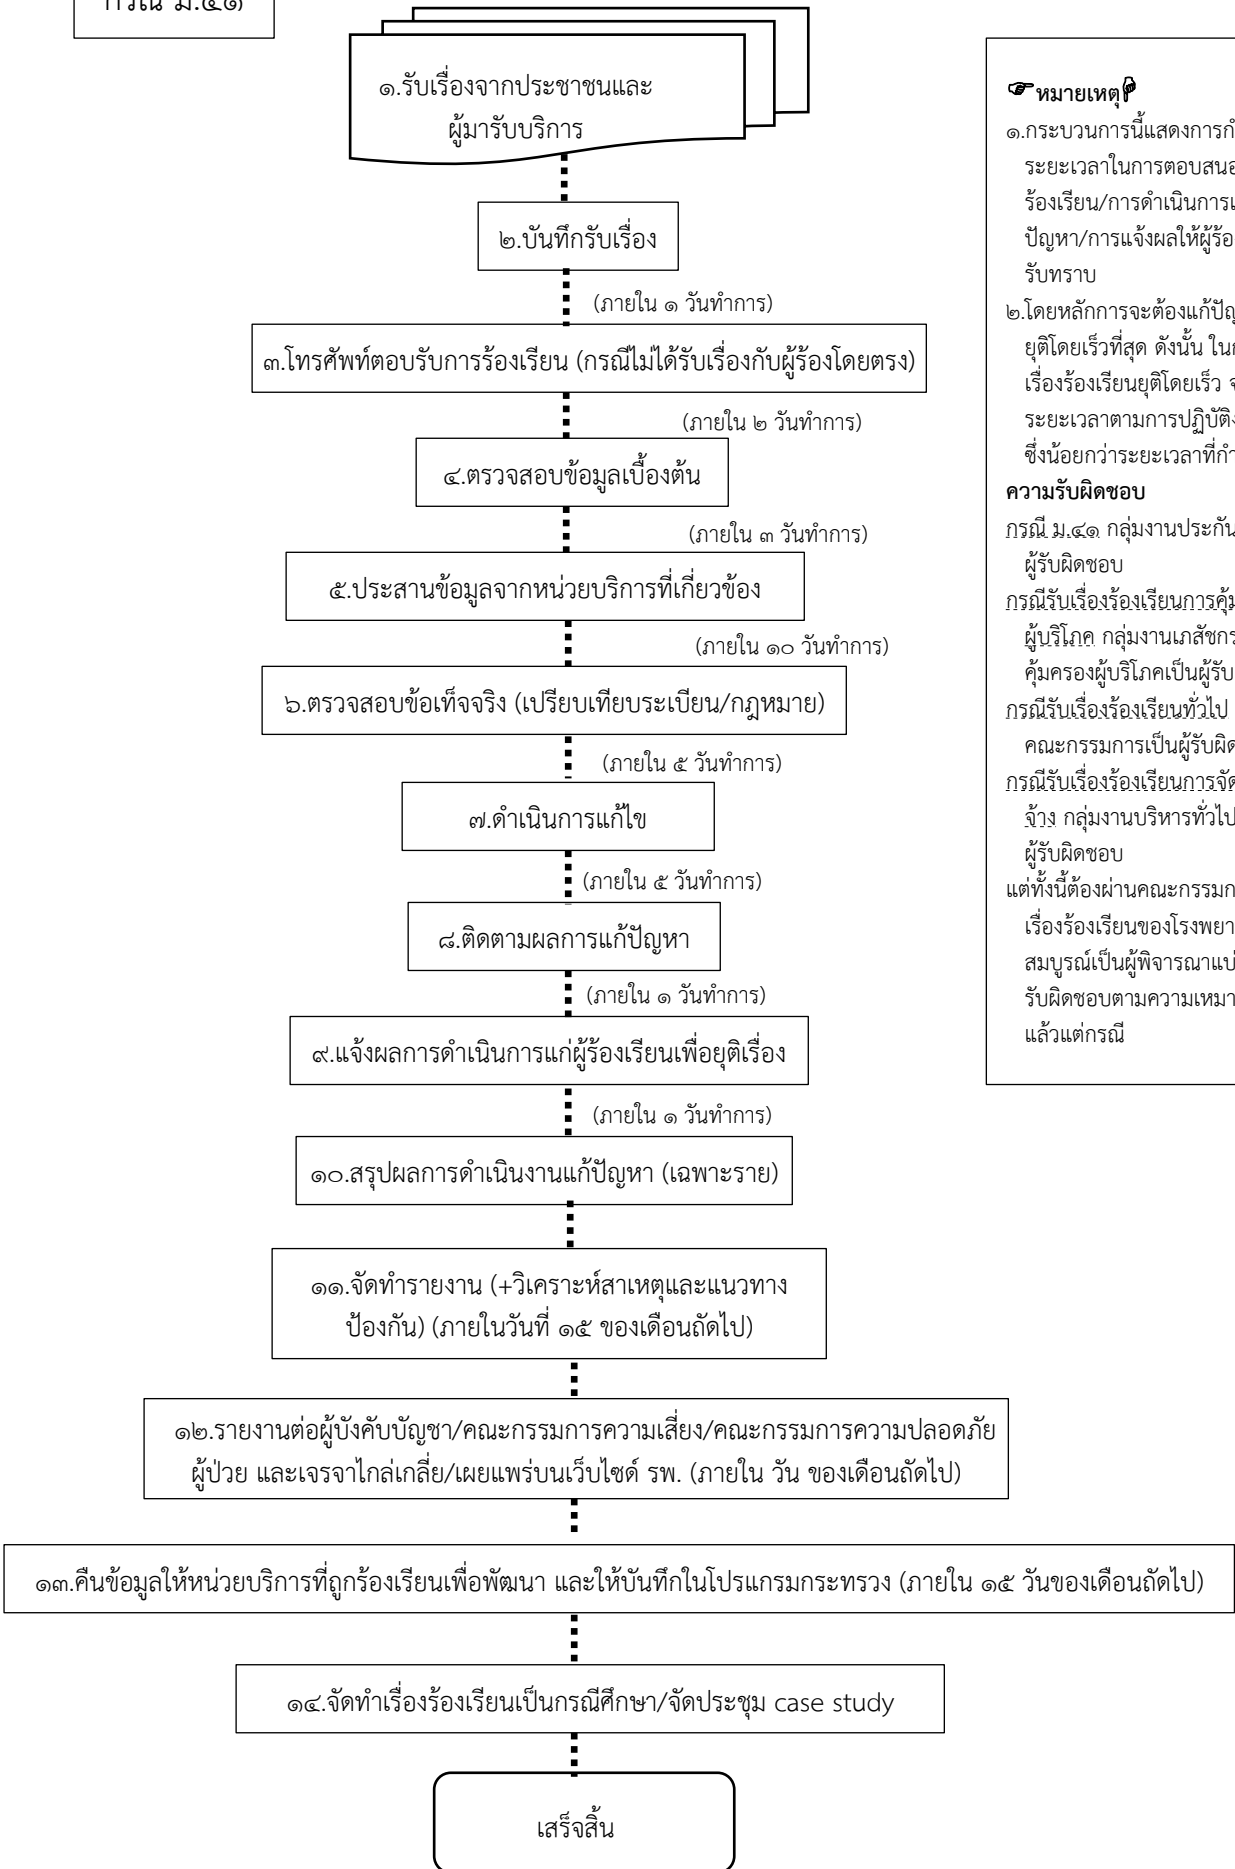 กรณี ม.๔๑
๑.รับเรื่องจากประชาชนและ
ผู้มารับบริการ
๒.บันทึกรับเรื่อง
(ภายใน ๑ วันทำการ)
๓.โทรศัพท์ตอบรับการร้องเรียน (กรณีไม่ได้รับเรื่องกับผู้ร้องโดยตรง)
(ภายใน ๒ วันทำการ)
๔.ตรวจสอบข้อมูลเบื้องต้น
(ภายใน ๓ วันทำการ)
๕.ประสานข้อมูลจากหน่วยบริการที่เกี่ยวข้อง
(ภายใน ๑๐ วันทำการ)
๖.ตรวจสอบข้อเท็จจริง (เปรียบเทียบระเบียน/กฎหมาย)
(ภายใน ๕ วันทำการ)
๗.ดำเนินการแก้ไข
(ภายใน ๕ วันทำการ)
๘.ติดตามผลการแก้ปัญหา
(ภายใน ๑ วันทำการ)
๙.แจ้งผลการดำเนินการแก่ผู้ร้องเรียนเพื่อยุติเรื่อง
(ภายใน ๑ วันทำการ)
๑๐.สรุปผลการดำเนินงานแก้ปัญหา (เฉพาะราย)
๑๑.จัดทำรายงาน (+วิเคราะห์สาเหตุและแนวทาง
ป้องกัน) (ภายในวันที่ ๑๕ ของเดือนถัดไป)
๑๒.รายงานต่อผู้บังคับบัญชา/คณะกรรมการความเสี่ยง/คณะกรรมการความปลอดภัย
ผู้ป่วย และเจรจาไกล่เกลี่ย/เผยแพร่บนเว็บไซด์ รพ. (ภายใน วัน ของเดือนถัดไป)
๑๓.คืนข้อมูลให้หน่วยบริการที่ถูกร้องเรียนเพื่อพัฒนา และให้บันทึกในโปรแกรมกระทรวง (ภายใน ๑๕ วันของเดือนถัดไป)
๑๔.จัดทำเรื่องร้องเรียนเป็นกรณีศึกษา/จัดประชุม case study
เสร็จสิ้น
หมายเหตุ
๑.กระบวนการนี้แสดงการ
ระยะเวลาในการตอบสนอ
ร้องเรียน/การดำเนินการ
ปัญหา/การแจ้งผลให้ผู้ร้อ
รับทราบ
๒.โดยหลักการจะต้องแก้ปัญ
ยุติโดยเร็วที่สุด ดังนั้น ใน
เรื่องร้องเรียนยุติโดยเร็ว จ
ระยะเวลาตามการปฏิบัติ
ซึ่งน้อยกว่าระยะเวลาที่กำ
ความรับผิดชอบ
กรณี ม.๔๑ กลุ่มงานประกัน
ผู้รับผิดชอบ
กรณีรับเรื่องร้องเรียนการคุ้ม
ผู้บริโภค กลุ่มงานเภสัชกร
คุ้มครองผู้บริโภคเป็นผู้รับ
กรณีรับเรื่องร้องเรียนทั่วไป
คณะกรรมการเป็นผู้รับผิด
กรณีรับเรื่องร้องเรียนการจัด
จ้าง กลุ่มงานบริหารทั่วไป
ผู้รับผิดชอบ
แต่ทั้งนี้ต้องผ่านคณะกรรมก
เรื่องร้องเรียนของโรงพยา
สมบูรณ์เป็นผู้พิจารณาแบ่
รับผิดชอบตามความเหมา
แล้วแต่กรณี